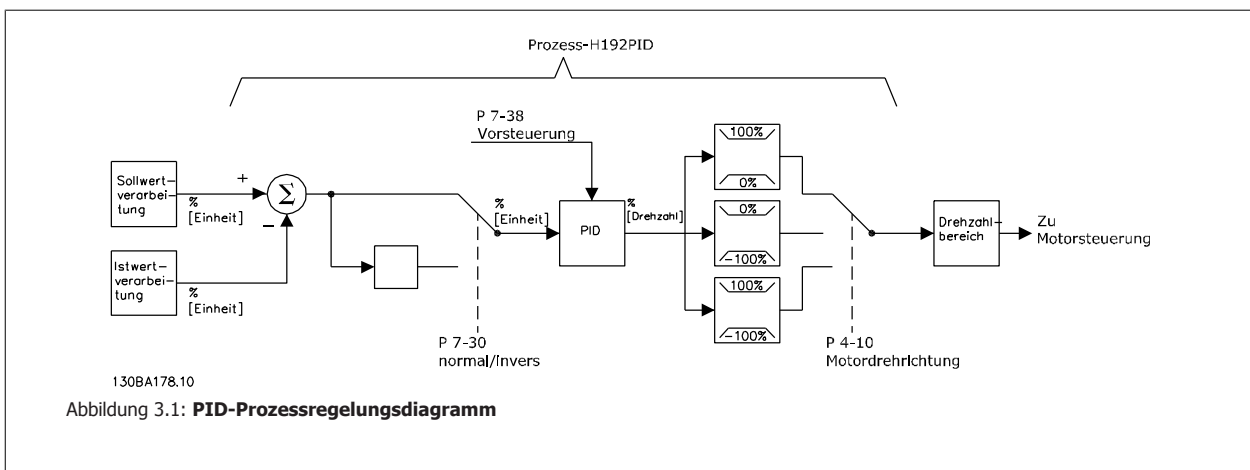 Prozess-H192PID
P 7-38
Vorsteuerung
100%
0%
Sollwert-
verarbei-
tung
+
Σ
%
[Einheit]
−
%
[Einheit]
PID
%
[Drehzahl]
0%
-100%
Drehzahl-
bereich
Zu
Motorsteuerung
Istwert-
verarbei-
tung
%
[Einheit]
100%
-100%
P 7-30
normal/invers
P 4-10
Motordrehrichtung
130BA178.10
Abbildung 3.1: PID-Prozessregelungsdiagramm